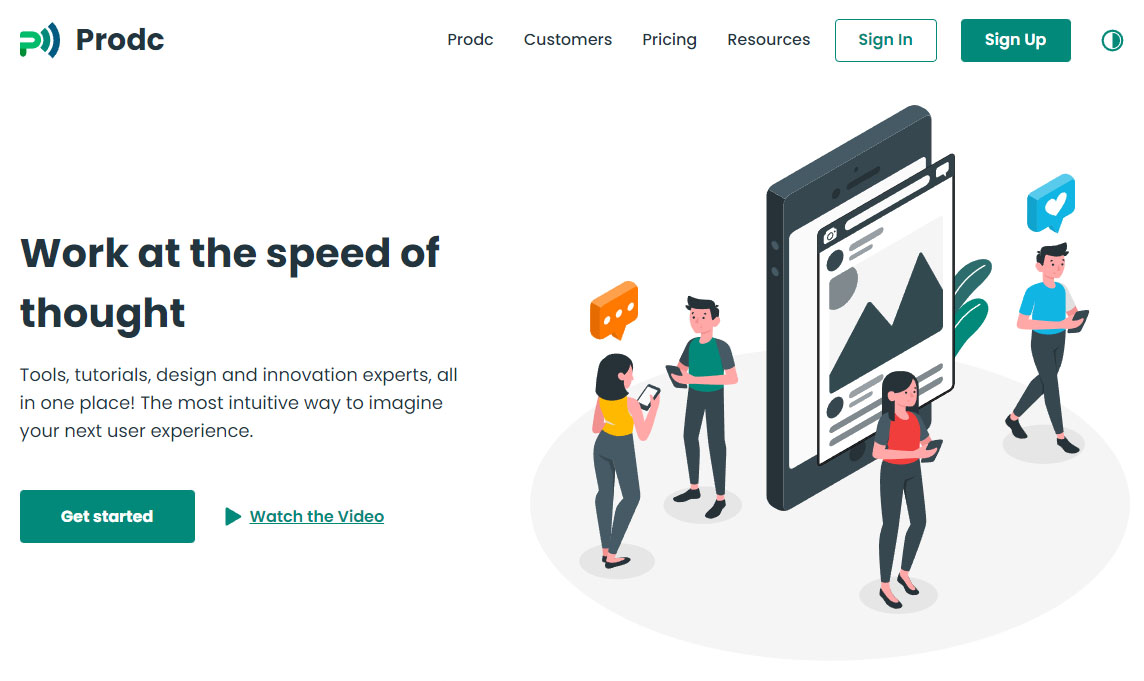 Prodc
Prodc Customers Pricing Resources Sign In Sign Up
Work at the speed of
thought
Tools, tutorials, design and innovation experts, all
in one place! The most intuitive way to imagine
your next user experience.
Get started Watch the Video